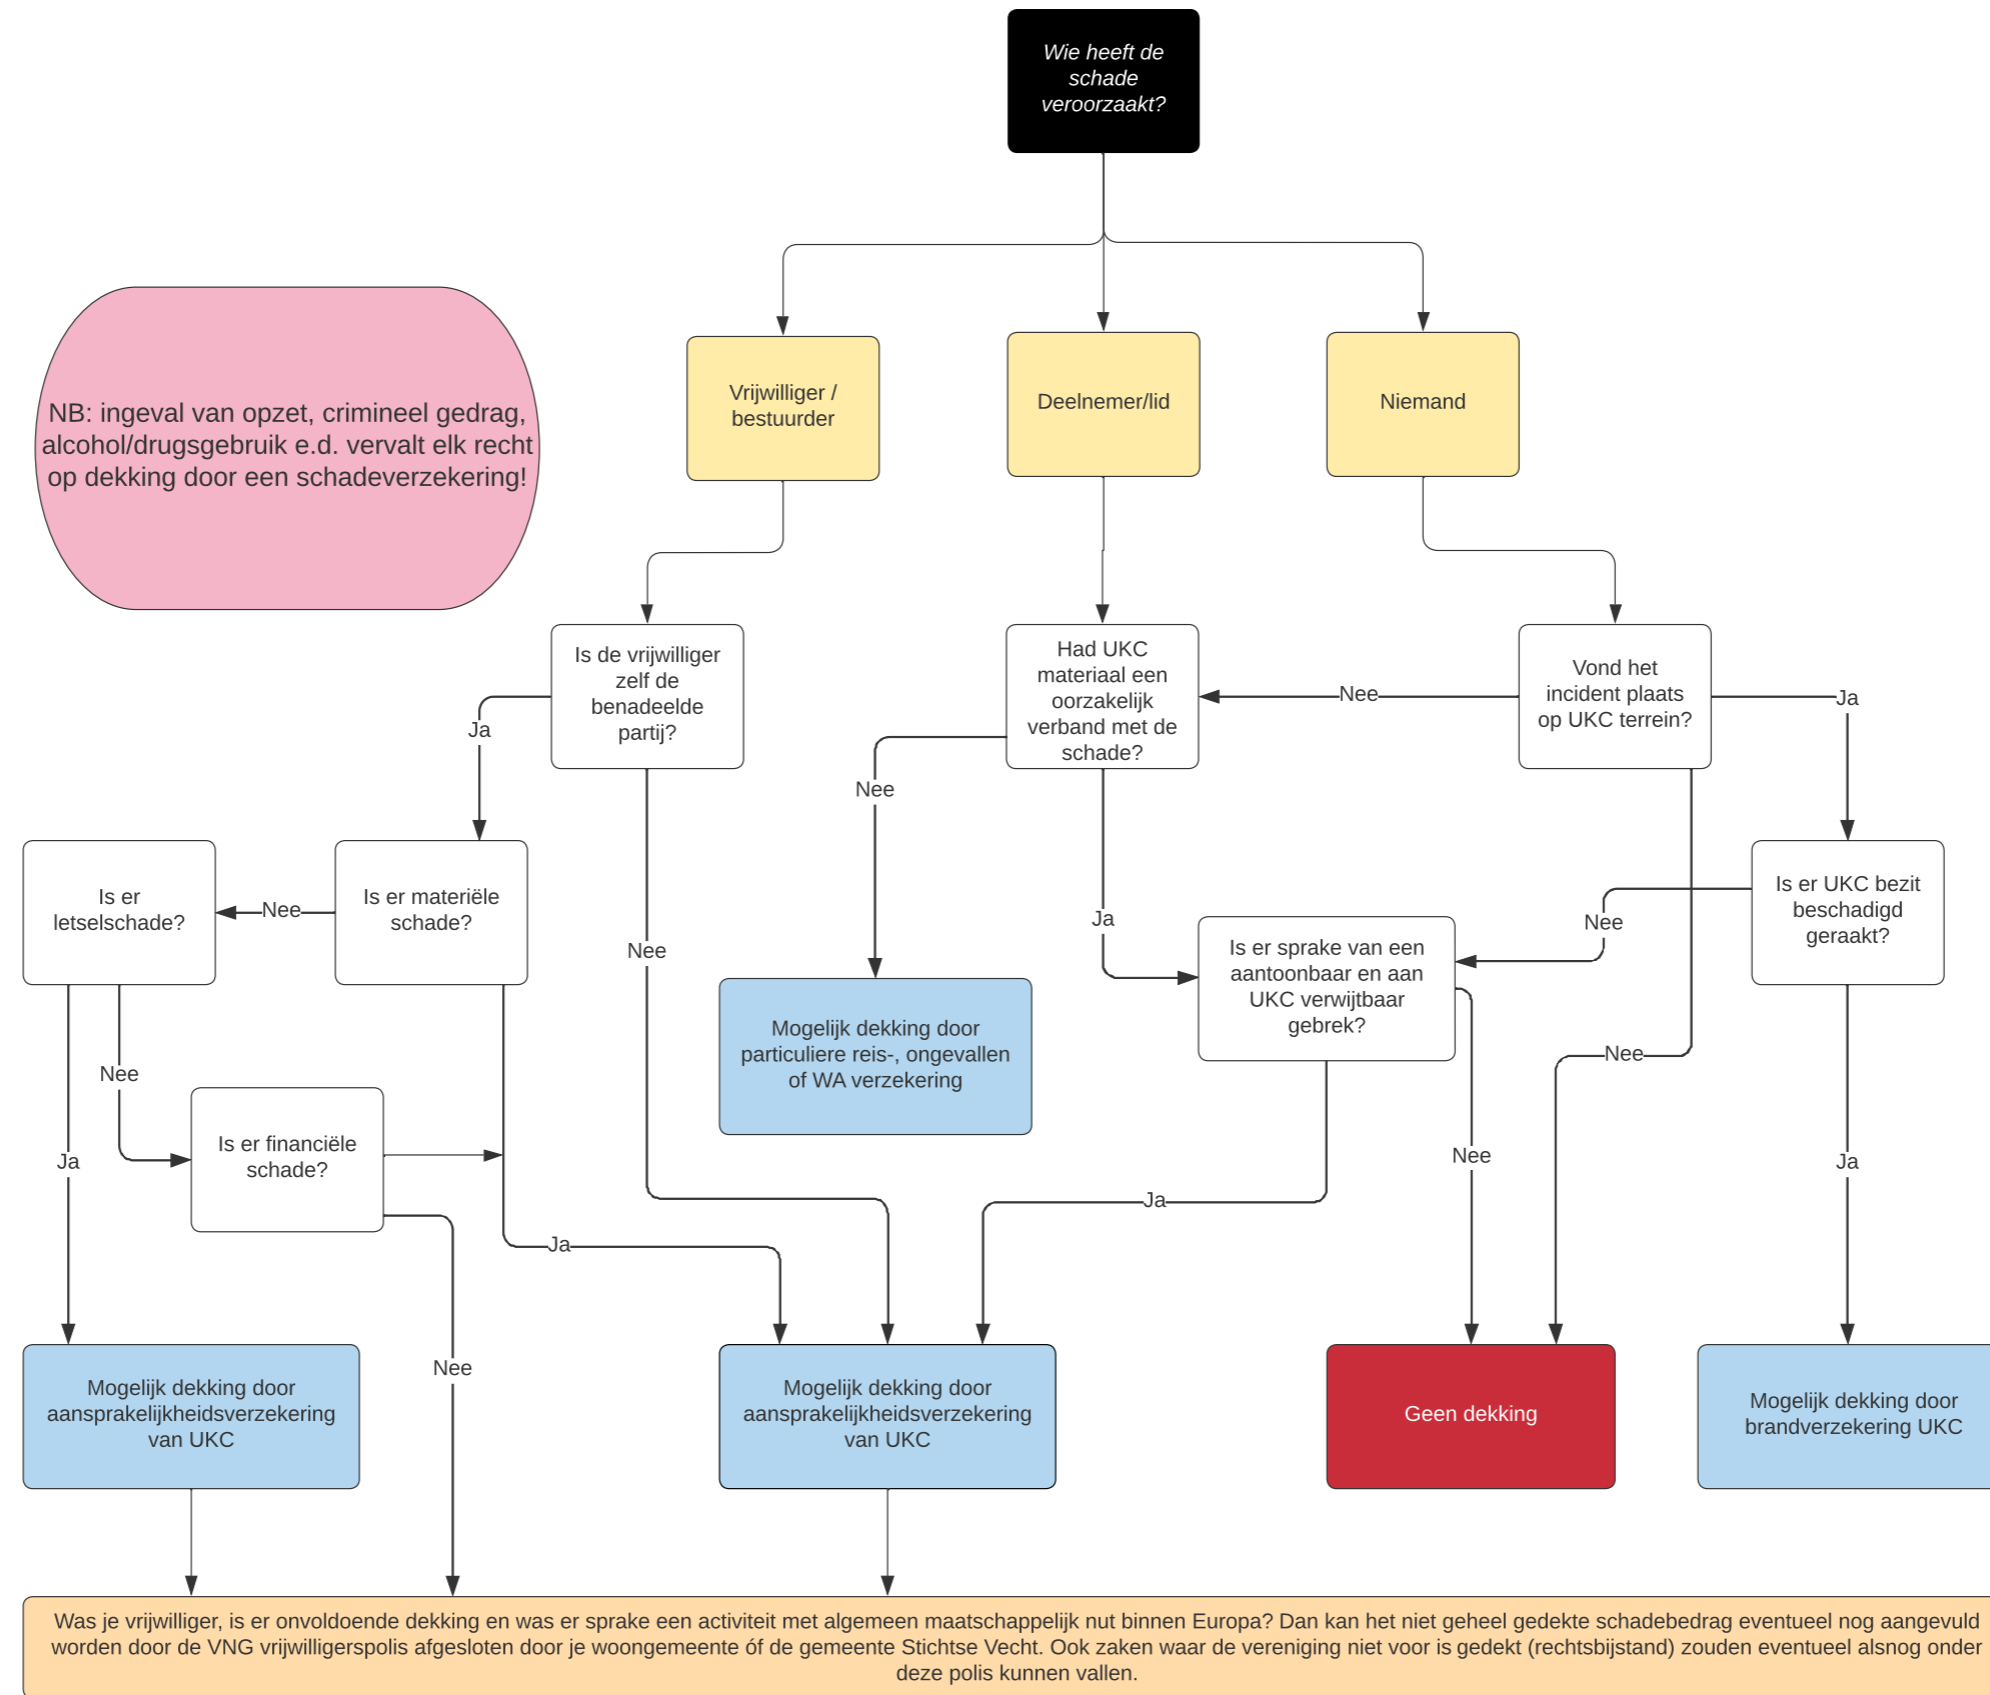 Wie heeft de
schade
veroorzaakt?
NB: ingeval van opzet, crimineel gedrag,
alcohol/drugsgebruik e.d. vervalt elk recht
op dekking door een schadeverzekering!
Vrijwilliger /
bestuurder
Deelnemer/lid
Niemand
Is de vrijwilliger
zelf de
benadeelde
partij?
Had UKC
materiaal een
oorzakelijk
verband met de
schade?
Vond het
incident plaats
op UKC terrein?
Nee
Ja
Ja
Nee
Is er
letselschade?
Nee
Is er materiële
schade?
Nee
Ja
Is er sprake van een
aantoonbaar en aan
UKC verwijtbaar
gebrek?
Nee
Is er UKC bezit
beschadigd
geraakt?
Mogelijk dekking door
particuliere reis-, ongevallen
of WA verzekering
Nee
Nee
Ja
Is er financiële
schade?
Nee
Ja
Ja
Ja
Nee
Mogelijk dekking door
aansprakelijkheidsverzekering
van UKC
Mogelijk dekking door
aansprakelijkheidsverzekering
van UKC
Geen dekking
Mogelijk dekking door
brandverzekering UKC
Was je vrijwilliger, is er onvoldoende dekking en was er sprake een activiteit met algemeen maatschappelijk nut binnen Europa? Dan kan het niet geheel gedekte schadebedrag eventueel nog aangevuld
worden door de VNG vrijwilligerspolis afgesloten door je woongemeente óf de gemeente Stichtse Vecht. Ook zaken waar de vereniging niet voor is gedekt (rechtsbijstand) zouden eventueel alsnog onder
deze polis kunnen vallen.